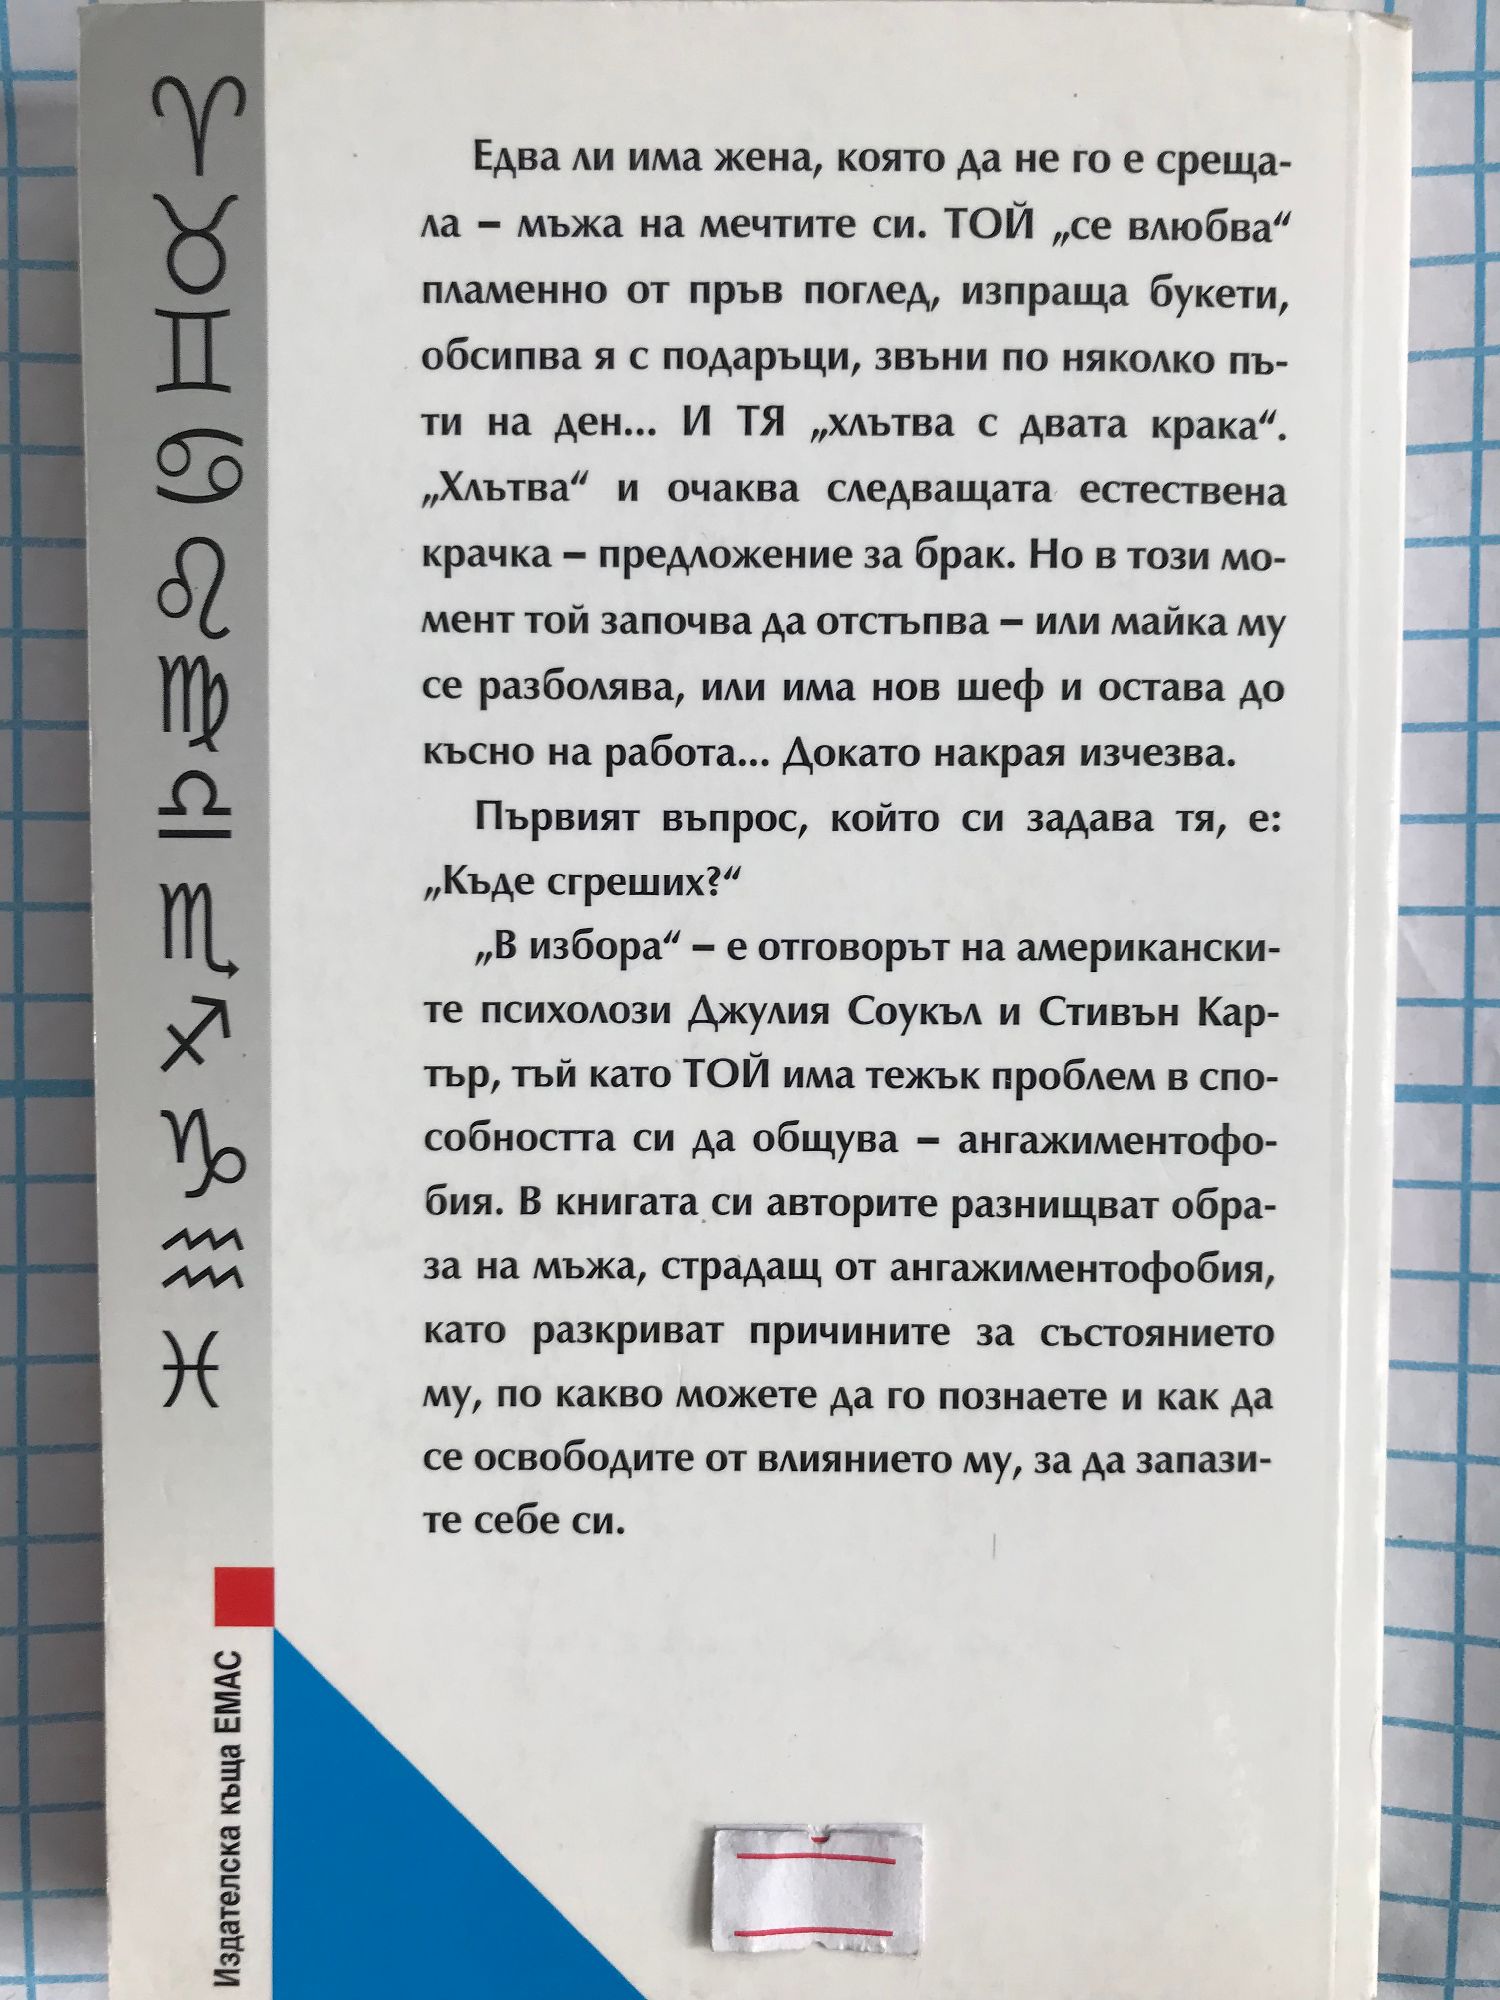 Едва ли има жена, която да не го е среща-
ла – мъжа на мечтите си. ТОЙ „се влюбва“
пламенно от пръв поглед, изпраща букети,
обсипва я с подаръци, звъни по няколко пъ-
ти на ден... И ТЯ „хлътва с двата крака“.
„Хлътва“ и очаква следващата естествена
крачка – предложение за брак. Но в този мо-
мент той започва да отстъпва – или майка му
се разболява, или има нов шеф и остава до
късно на работа... Докато накрая изчезва.
Първият въпрос, който си задава тя, е:
„Къде сгреших?“
„В избора“ – е отговорът на американски-
те психолози Джулия Соукъл и Стивън Кар-
тър, тъй като ТОЙ има тежък проблем в спо-
собността си да общува – ангажиментофо-
бия. В книгата си авторите разнищват обра-
за на мъжа, страдащ от ангажиментофобия,
като разкриват причините за състоянието
му, по какво можете да го познаете и как да
се освободите от влиянието му, за да запази-
те себе си.
Издателска къща ЕМАС